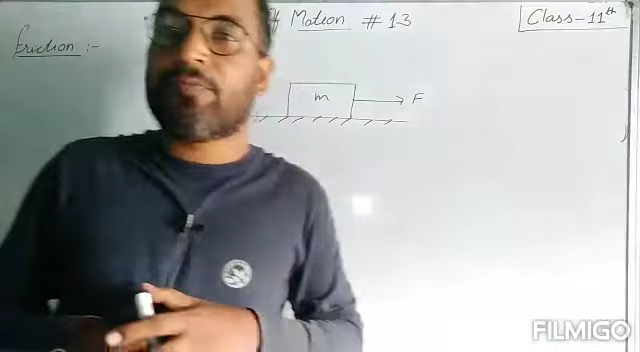 f Motion # 13
Class-11th
Friction :-
m
F
FILMIGO